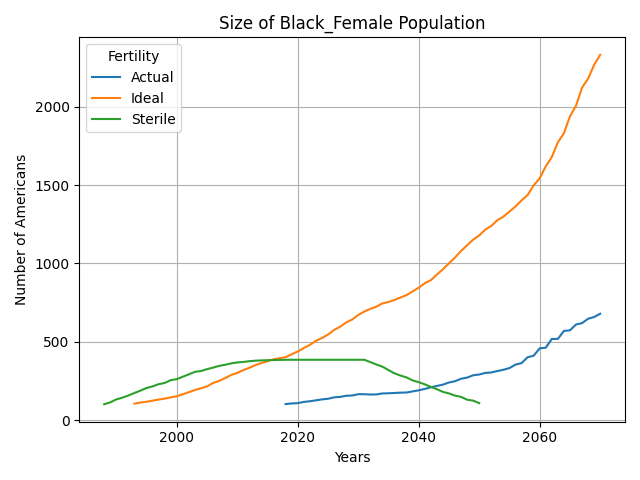 Size of Black_Female Population
Fertility
Actual
Ideal
Sterile
Number of Americans
2000
1500
1000
500
0
2000 2020 2040 2060
Years